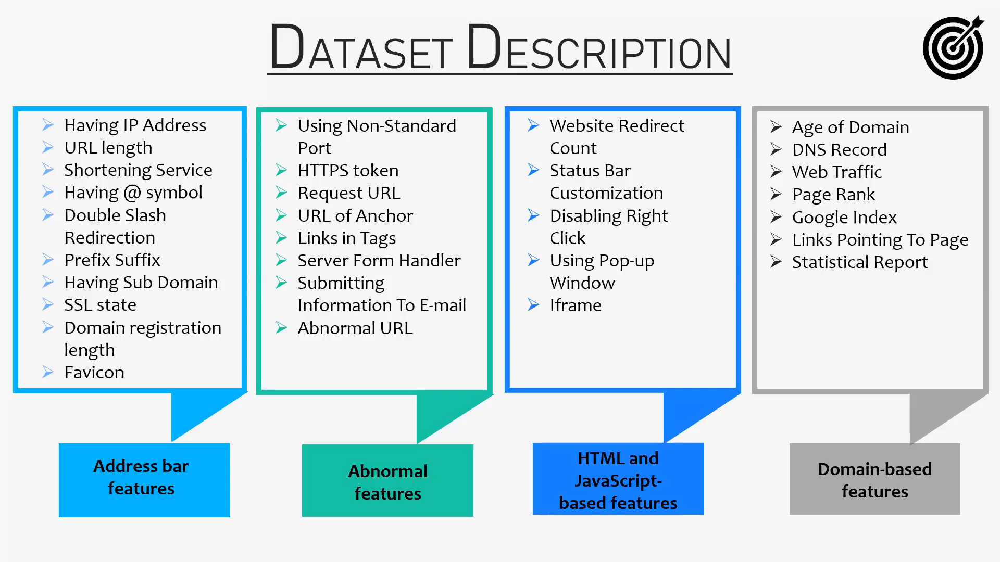 DATASET DESCRIPTION
Having IP Address
URL length
Shortening Service
Having @ symbol
Double Slash
Redirection
Prefix Suffix
Having Sub Domain
SSL state
Domain registration
length
Favicon
Address bar
features
Using Non-Standard
Port
HTTPS token
Request URL
URL of Anchor
Links in Tags
Server Form Handler
Submitting
Information To E-mail
Abnormal URL
Abnormal
features
Website Redirect
Count
Status Bar
Customization
Disabling Right
Click
Using Pop-up
Window
Iframe
HTML and
JavaScript-
based features
Age of Domain
DNS Record
Web Traffic
Page Rank
Google Index
Links Pointing To Page
Statistical Report
Domain-based
features